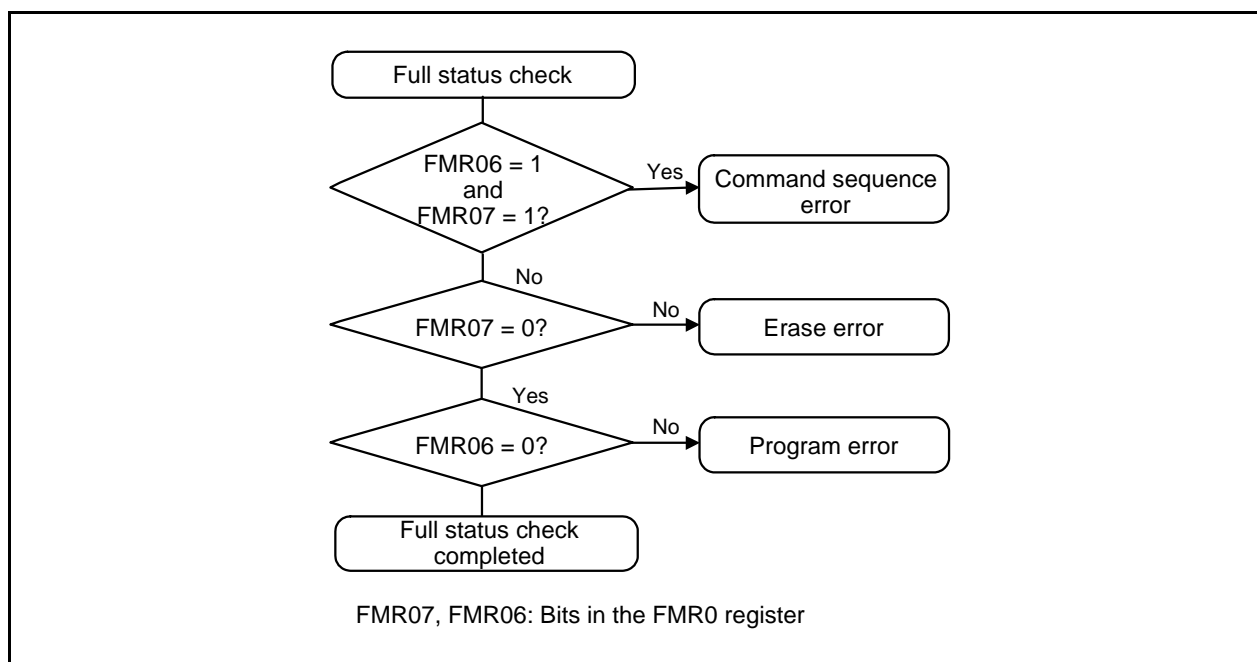 Full status check
FMR06 = 1
and
FMR07 = 1?
Yes
Command sequence
error
No
FMR07 = 0?
No
Erase error
Yes
FMR06 = 0?
No
Program error
Full status check
completed
FMR07, FMR06: Bits in the FMR0 register